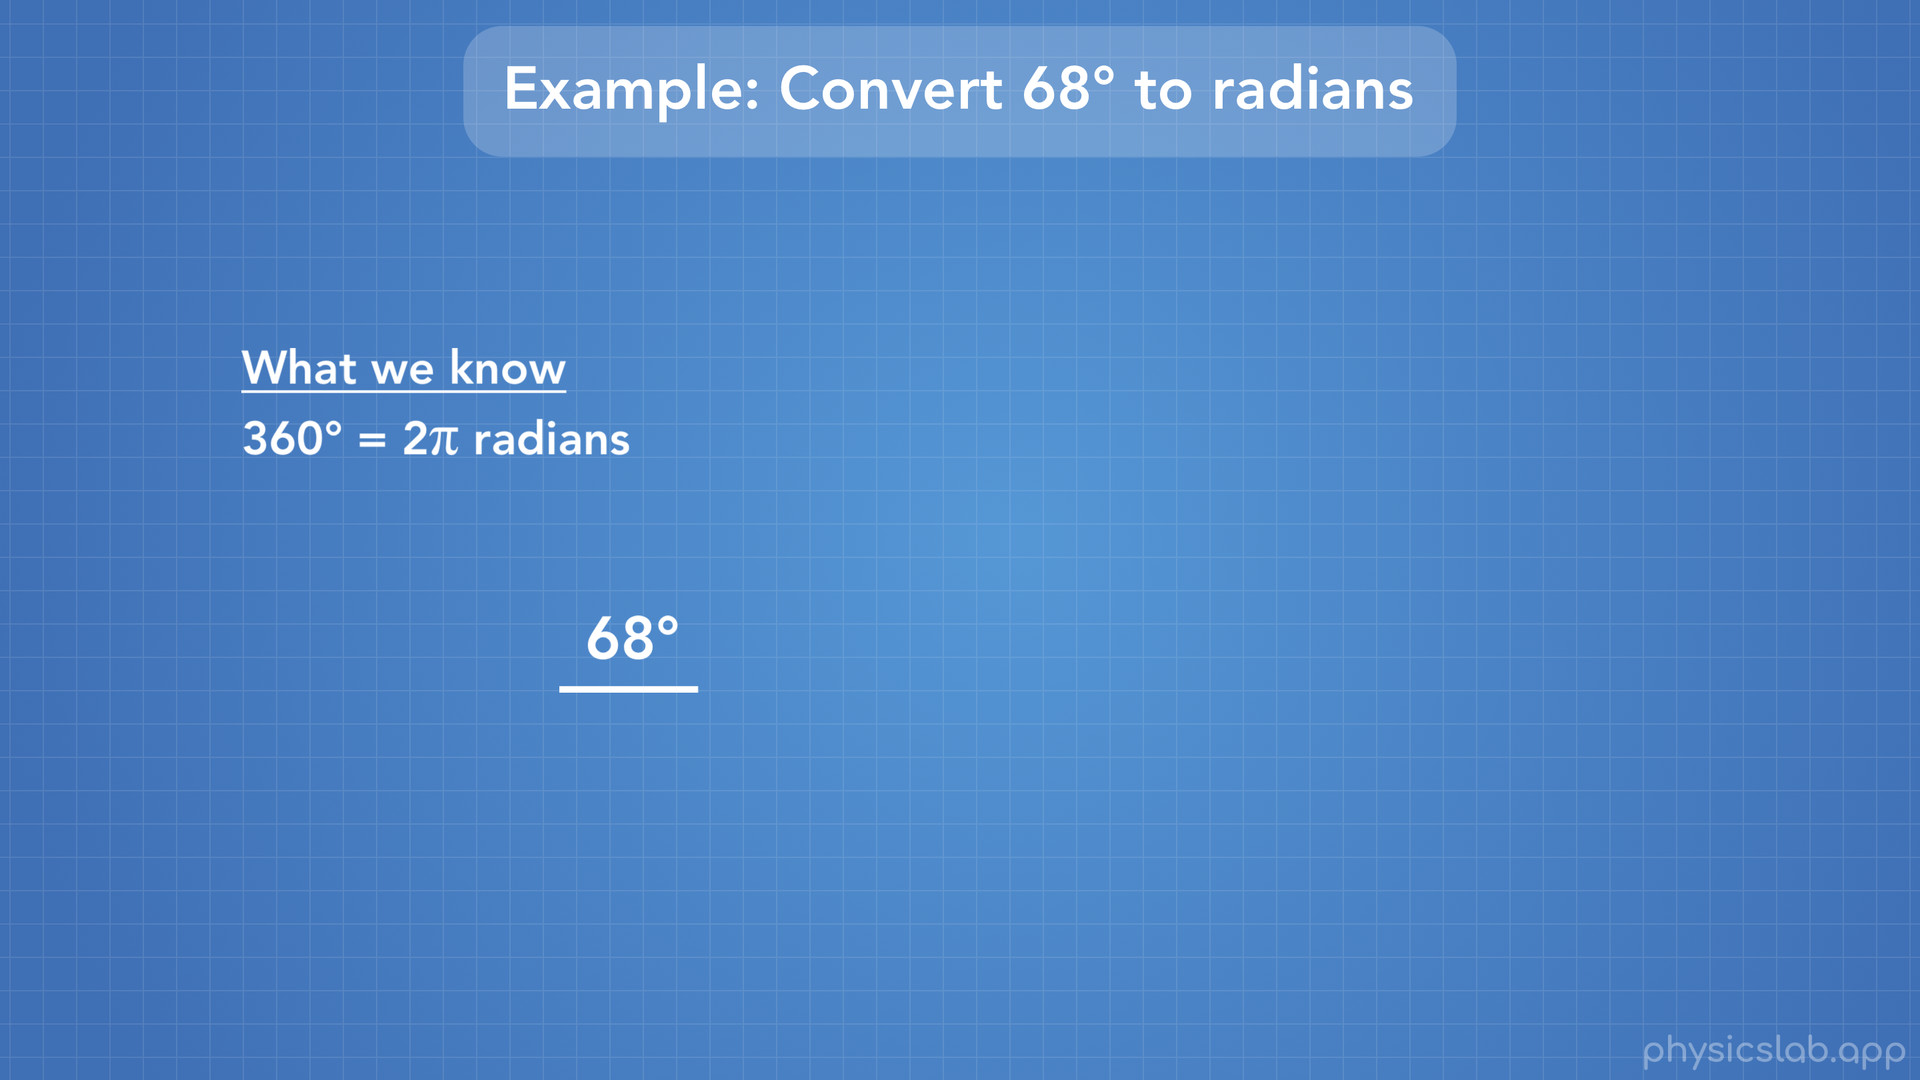 Example: Convert 68° to radians
What we know
360° = 2π radians
68°
physicslab.app